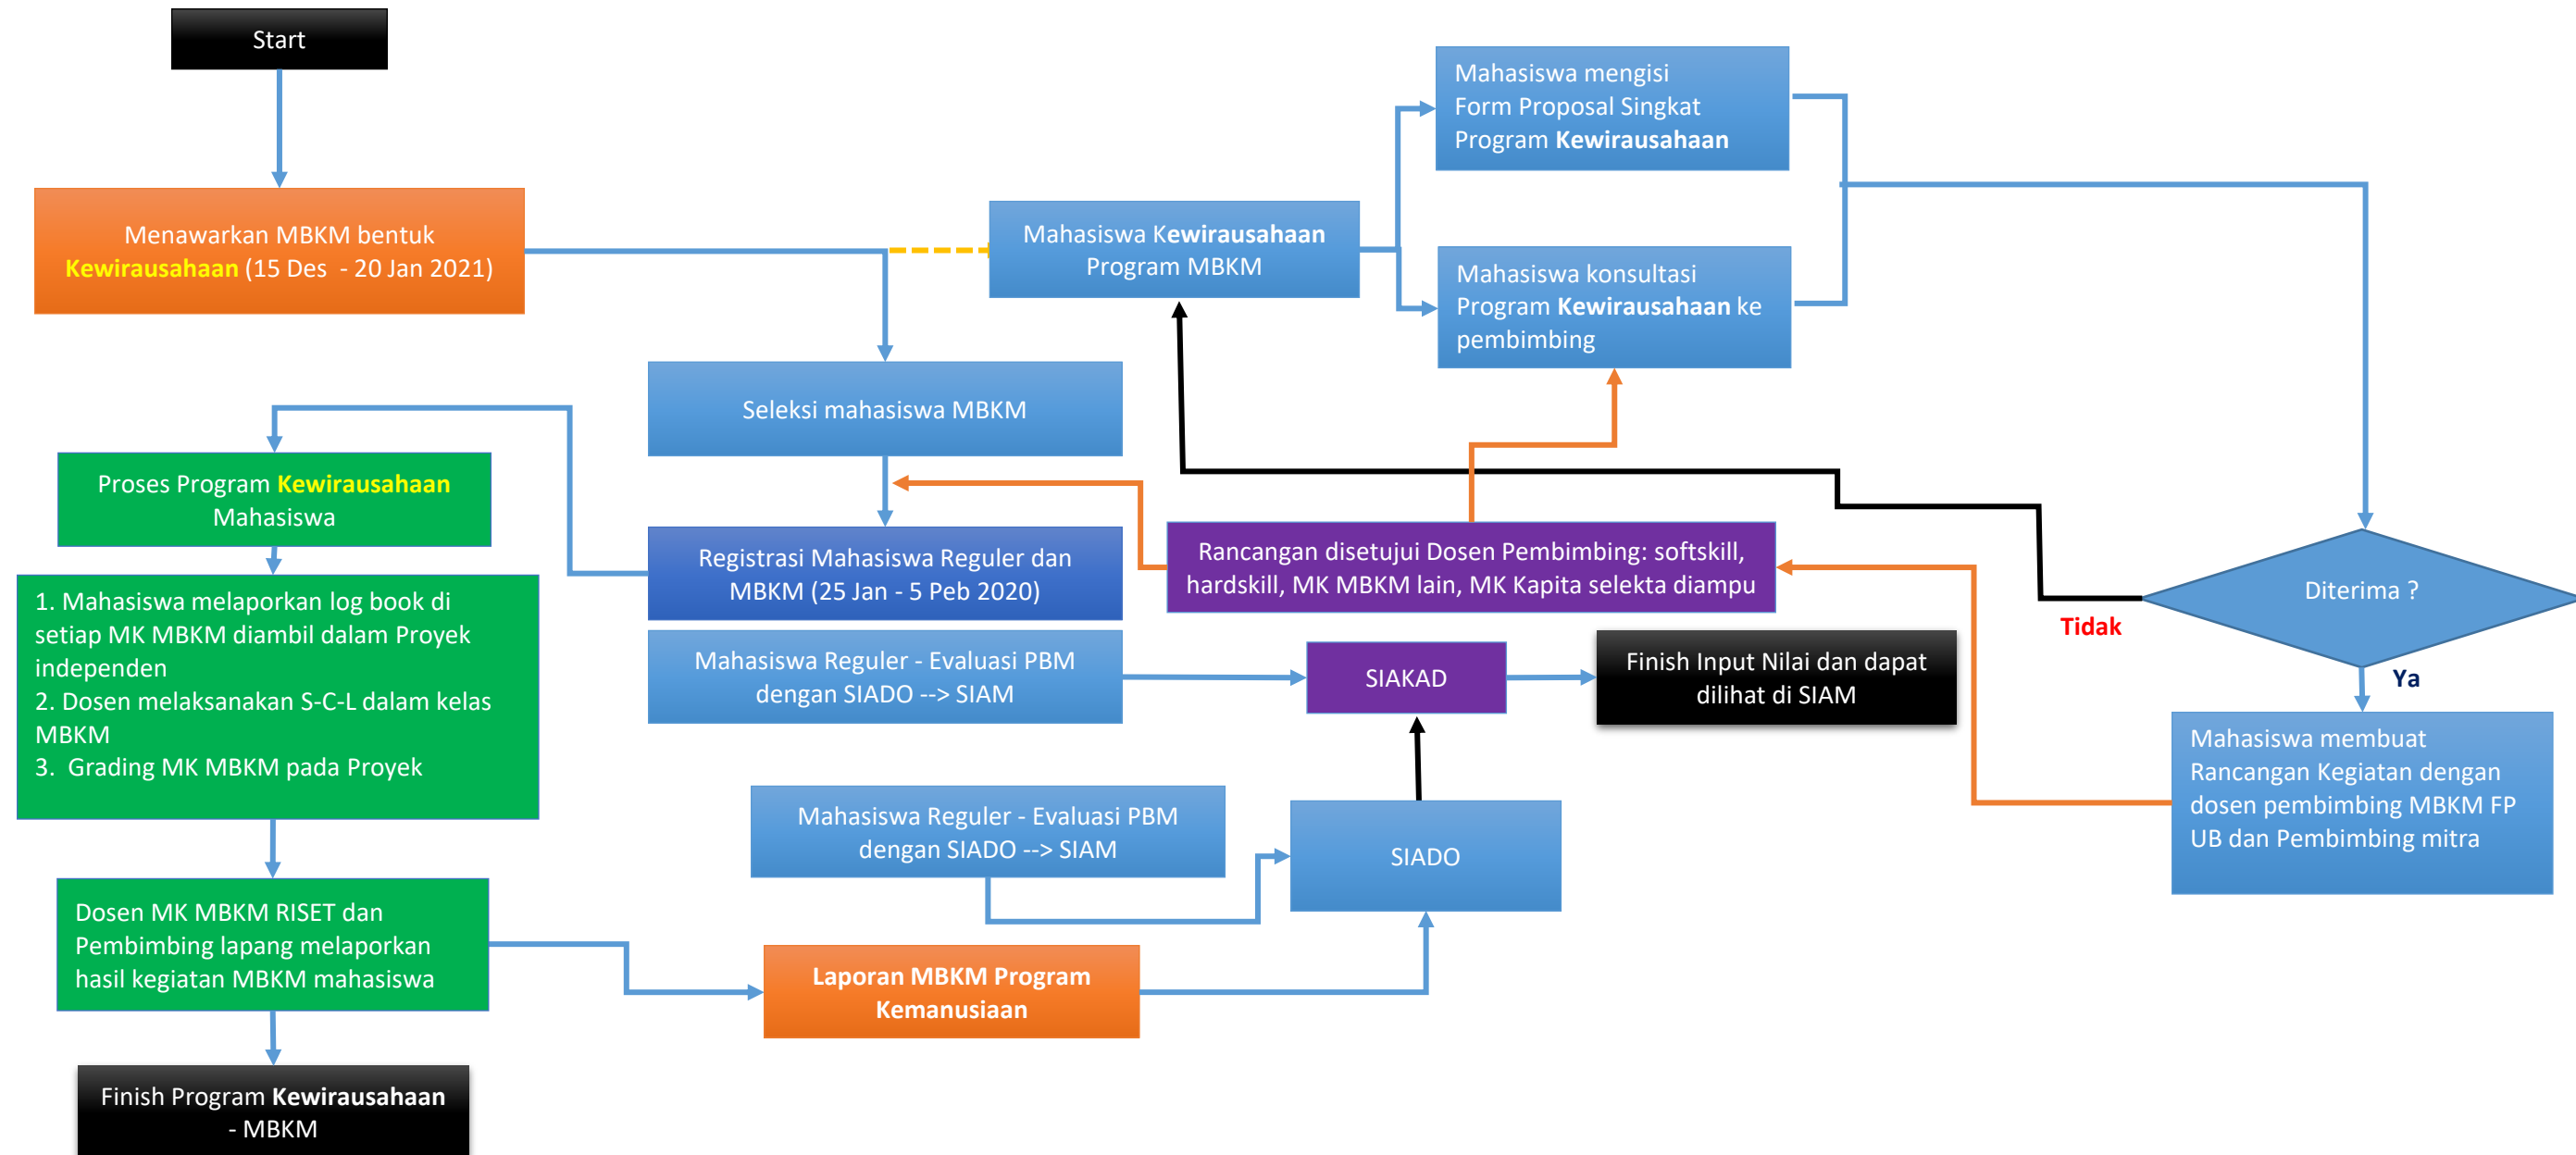 Start
Menawarkan MBKM bentuk
Kewirausahaan (15 Des - 20 Jan 2021)
Mahasiswa Kewirausahaan
Program MBKM
Mahasiswa mengisi
Form Proposal Singkat
Program Kewirausahaan
Mahasiswa konsultasi
Program Kewirausahaan ke
pembimbing
Seleksi mahasiswa MBKM
Proses Program Kewirausahaan
Mahasiswa
Registrasi Mahasiswa Reguler dan
MBKM (25 Jan - 5 Peb 2020)
Rancangan disetujui Dosen Pembimbing: softskill,
hardskill, MK MBKM lain, MK Kapita selekta diampu
Diterima ?
Tidak
Ya
1. Mahasiswa melaporkan log book di
setiap MK MBKM diambil dalam Proyek
independen
2. Dosen melaksanakan S-C-L dalam kelas
MBKM
3. Grading MK MBKM pada Proyek
Mahasiswa Reguler - Evaluasi PBM
dengan SIADO --> SIAM
SIAKAD
Finish Input Nilai dan dapat
dilihat di SIAM
Mahasiswa membuat
Rancangan Kegiatan dengan
dosen pembimbing MBKM FP
UB dan Pembimbing mitra
Mahasiswa Reguler - Evaluasi PBM
dengan SIADO --> SIAM
SIADO
Dosen MK MBKM RISET dan
Pembimbing lapang melaporkan
hasil kegiatan MBKM mahasiswa
Laporan MBKM Program
Kemanusiaan
Finish Program Kewirausahaan
- MBKM